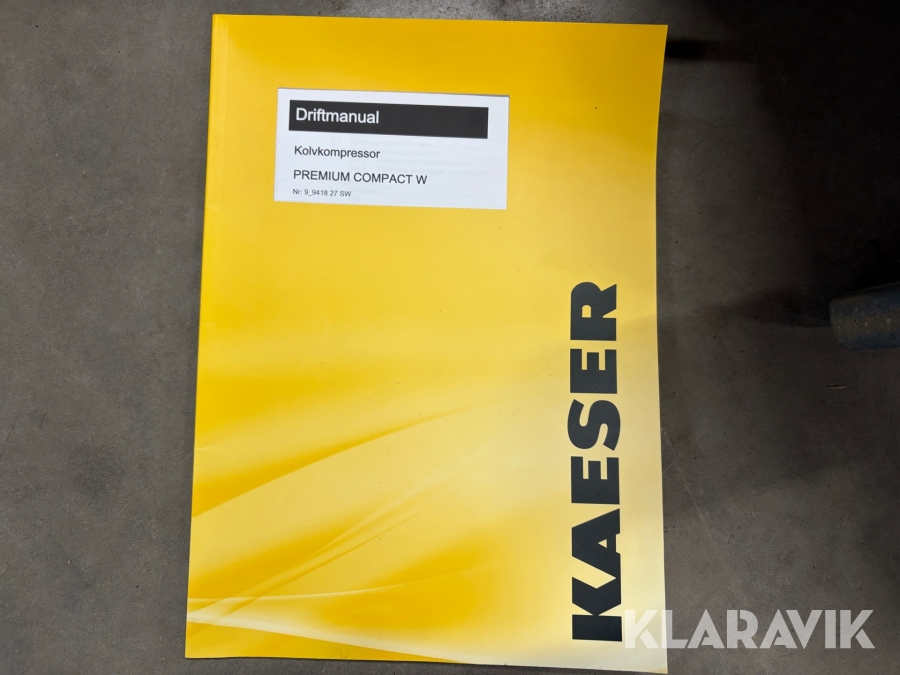 Driftmanual
Kolvkompressor
PREMIUM COMPACT W
Nr: 9_9418 27 SW
KAESER
KLARAVIK